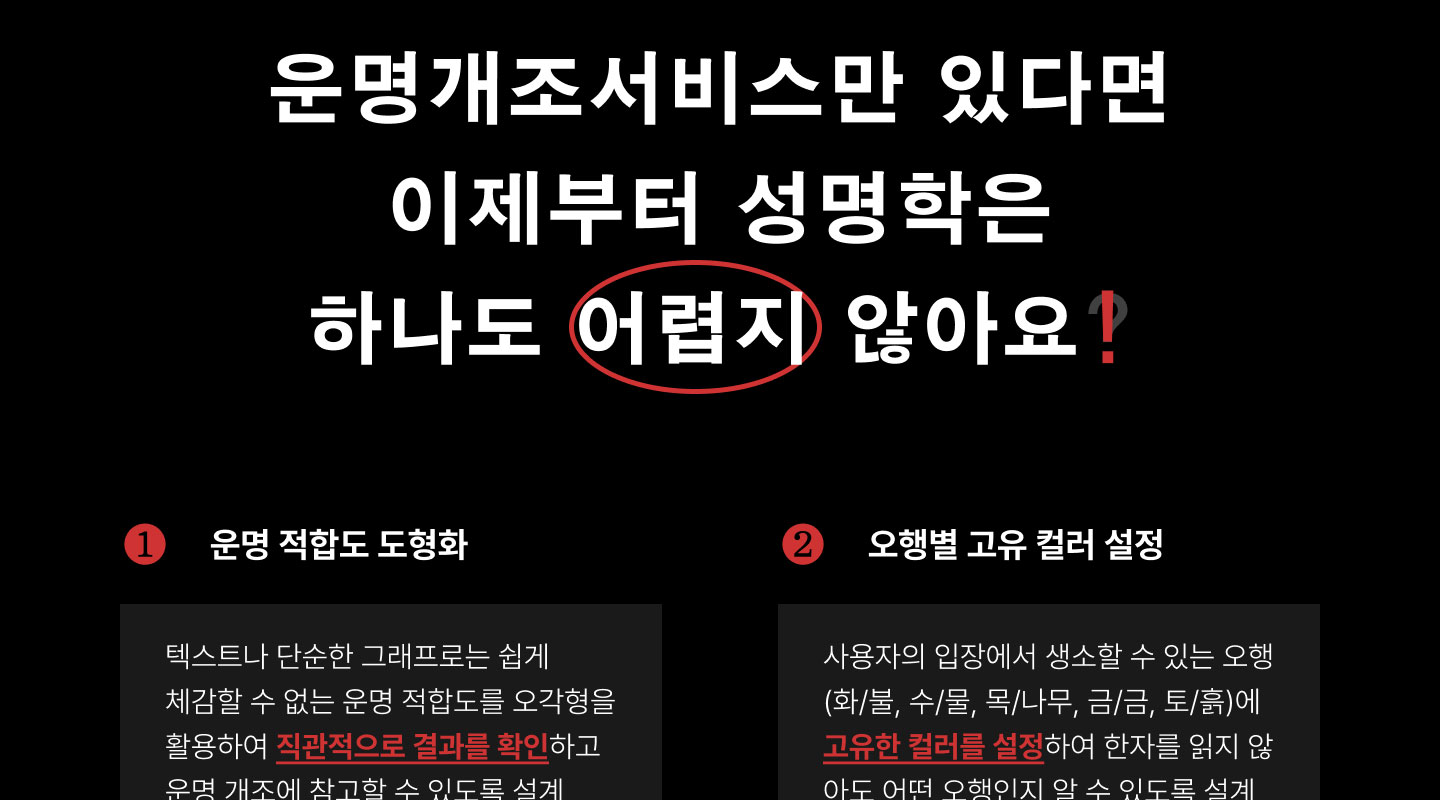 운명개조서비스만 있다면
이제부터 성명학은
하나도 어렵지 않아요?!
1 운명 적합도 도형화
텍스트나 단순한 그래프로는 쉽게
체감할 수 없는 운명 적합도를 오각형을
활용하여 직관적으로 결과를 확인하고
운명 개조에 참고할 수 있도록 설계
2 오행별 고유 컬러 설정
사용자의 입장에서 생소할 수 있는 오행
(화/불, 수/물, 목/나무, 금/금, 토/흙)에
고유한 컬러를 설정하여 한자를 읽지 않
아도 어떤 오행인지 알 수 있도록 설계